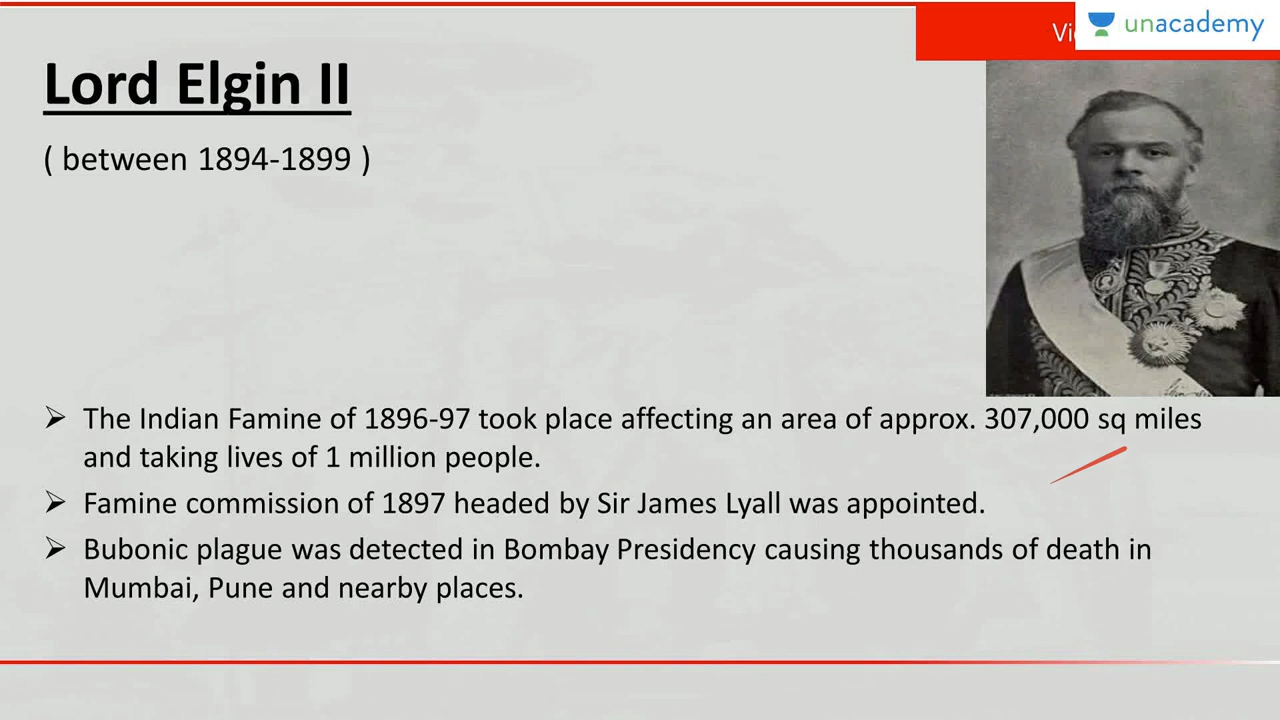 unacademy
Lord Elgin II
( between 1894-1899 )
➢ The Indian Famine of 1896-97 took place affecting an area of approx. 307,000 sq miles
and taking lives of 1 million people.
➢ Famine commission of 1897 headed by Sir James Lyall was appointed.
➢ Bubonic plague was detected in Bombay Presidency causing thousands of death in
Mumbai, Pune and nearby places.